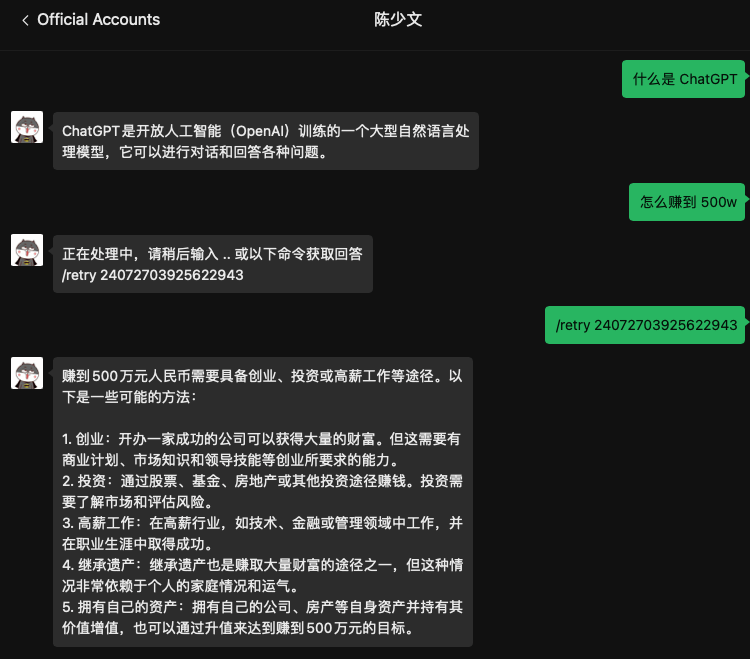 Official Accounts
陈少文
什么是 ChatGPT
ChatGPT是开放人工智能（OpenAI）训练的一个大型自然语言处
理模型，它可以进行对话和回答各种问题。
怎么赚到 500w
正在处理中，请稍后输入 .. 或以下命令获取回答
/retry 24072703925622943
/retry 24072703925622943
赚到500万元人民币需要具备创业、投资或高薪工作等途径。以
下是一些可能的方法：
1. 创业：开办一家成功的公司可以获得大量的财富。但这需要有
商业计划、市场知识和领导技能等创业所要求的能力。
2. 投资：通过股票、基金、房地产或其他投资途径赚钱。投资需
要了解市场和评估风险。
3. 高薪工作：在高薪行业，如技术、金融或管理领域中工作，并
在职业生涯中取得成功。
4. 继承遗产：继承遗产也是赚取大量财富的途径之一，但这种情
况非常依赖于个人的家庭情况和运气。
5. 拥有自己的资产：拥有自己的公司、房产等自身资产并持有其
价值增值，也可以通过升值来达到赚到500万元的目标。